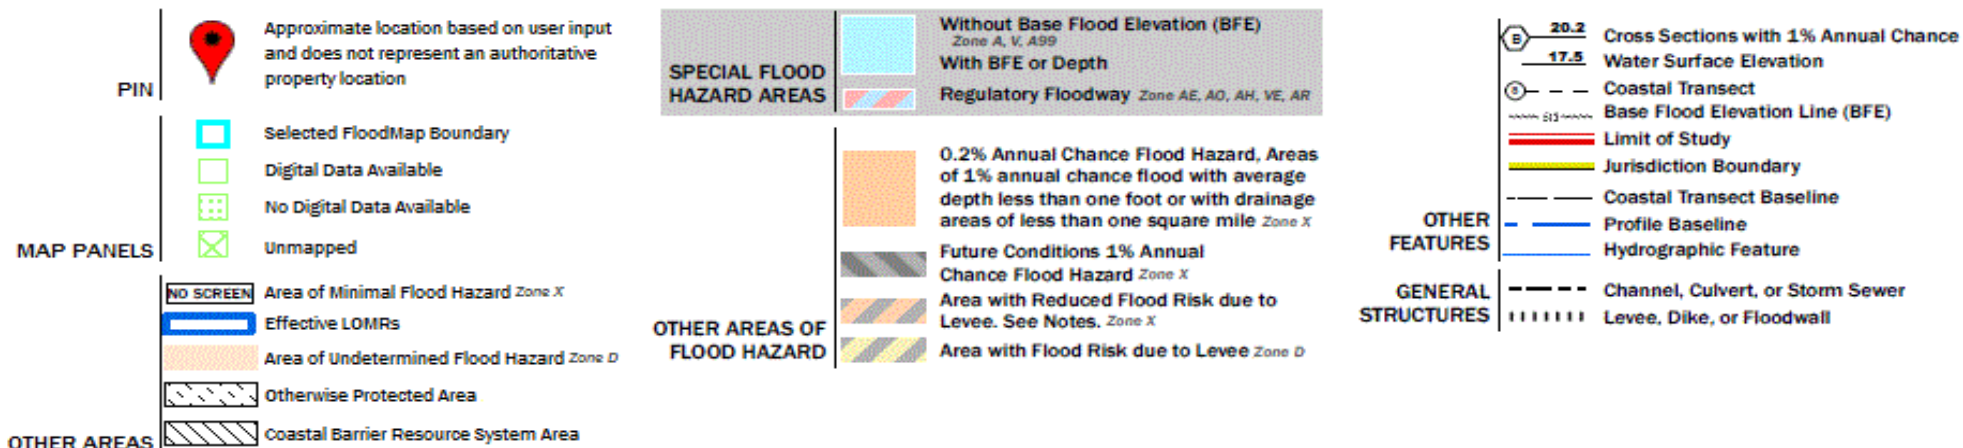 PIN
Approximate location based on user input
and does not represent an authoritative
property location
MAP PANELS
Selected FloodMap Boundary
Digital Data Available
No Digital Data Available
Unmapped
OTHER AREAS
NO SCREEN Area of Minimal Flood Hazard Zone X
Effective LOMRs
Area of Undetermined Flood Hazard Zone D
Otherwise Protected Area
Coastal Barrier Resource System Area
SPECIAL FLOOD
HAZARD AREAS
Without Base Flood Elevation (BFE)
Zone A, V, A99
With BFE or Depth
Regulatory Floodway Zone AE, AO, AH, VE, AR
OTHER AREAS OF
FLOOD HAZARD
0.2% Annual Chance Flood Hazard, Areas
of 1% annual chance flood with average
depth less than one foot or with drainage
areas of less than one square mile Zone X
Future Conditions 1% Annual
Chance Flood Hazard Zone X
Area with Reduced Flood Risk due to
Levee. See Notes. Zone X
Area with Flood Risk due to Levee Zone D
OTHER
FEATURES
B 20.2 Cross Sections with 1% Annual Chance
17.5 Water Surface Elevation
Coastal Transect
Base Flood Elevation Line (BFE)
Limit of Study
Jurisdiction Boundary
Coastal Transect Baseline
Profile Baseline
Hydrographic Feature
GENERAL
STRUCTURES
Channel, Culvert, or Storm Sewer
Levee, Dike, or Floodwall